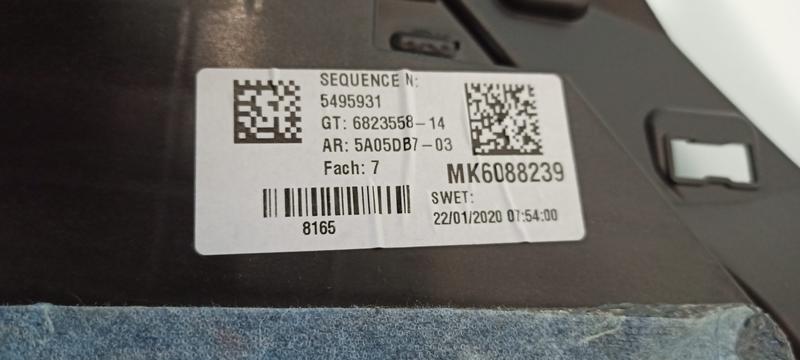 SEQUENCE N:
5495931
GT: 6823558-14
AR: 5A05DB7-03
Fach: 7
MK6088239
8165
SWET:
22/01/2020 07:54:00